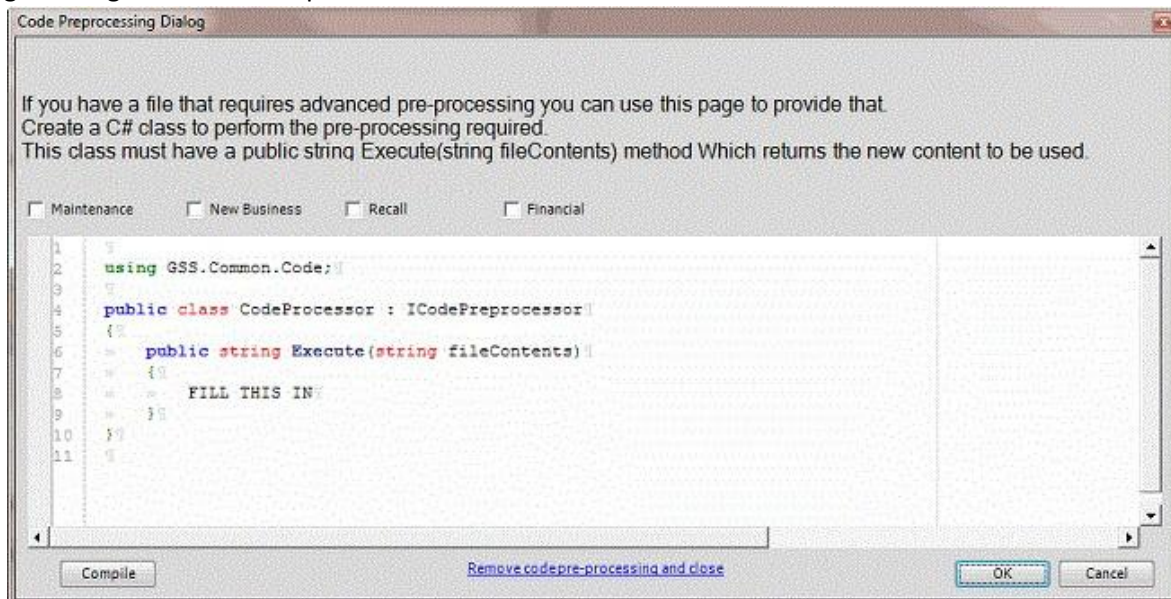 Code Preprocessing Dialog
If you have a file that requires advanced pre-processing you can use this page to provide that.
Create a C# class to perform the pre-processing required.
This class must have a public string Execute(string fileContents) method Which returns the new content to be used.
Maintenance New Business Recall Financial
1
2 using GSS.Common.Code;
3
4 public class CodeProcessor : ICodePreprocessor
5 {
6 public string Execute(string fileContents)
7 {
8 FILL THIS IN
9 }
10 }
11
Compile Remove codepre-processing and close OK Cancel